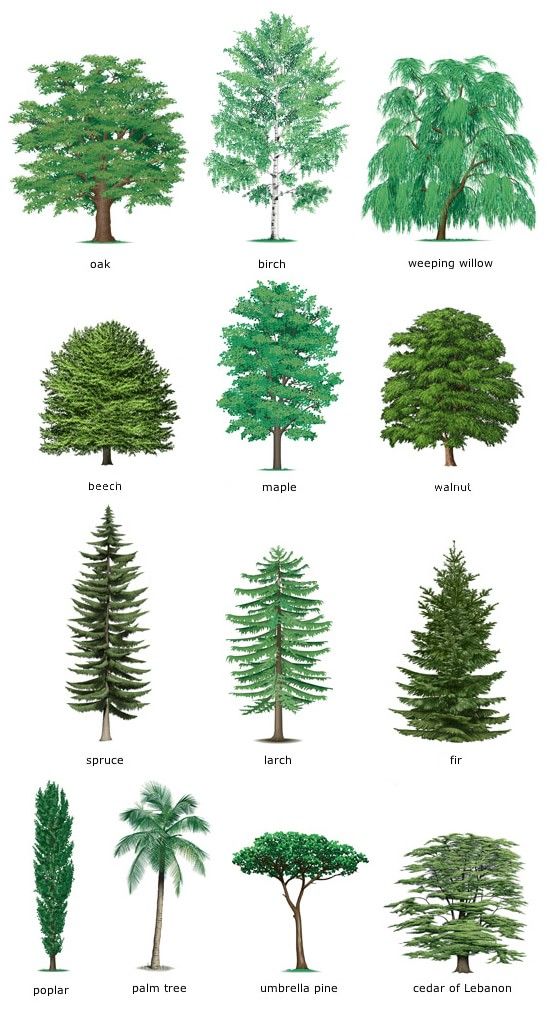 oak
birch
weeping willow
beech
maple
walnut
spruce
larch
fir
poplar
palm tree
umbrella pine
cedar of Lebanon